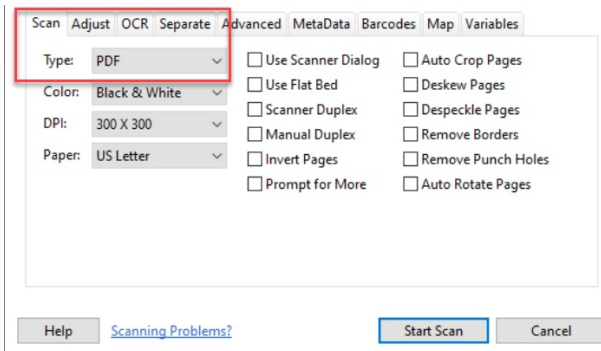 Scan Adjust OCR Separate Advanced MetaData Barcodes Map Variables
Type: PDF Use Scanner Dialog Auto Crop Pages
Use Flat Bed Deskew Pages
Color: Black & White
Scanner Duplex Despeckle Pages
DPI: 300 X 300
Manual Duplex Remove Borders
Paper: US Letter
Invert Pages Remove Punch Holes
Prompt for More Auto Rotate Pages
Help Scanning Problems? Start Scan Cancel